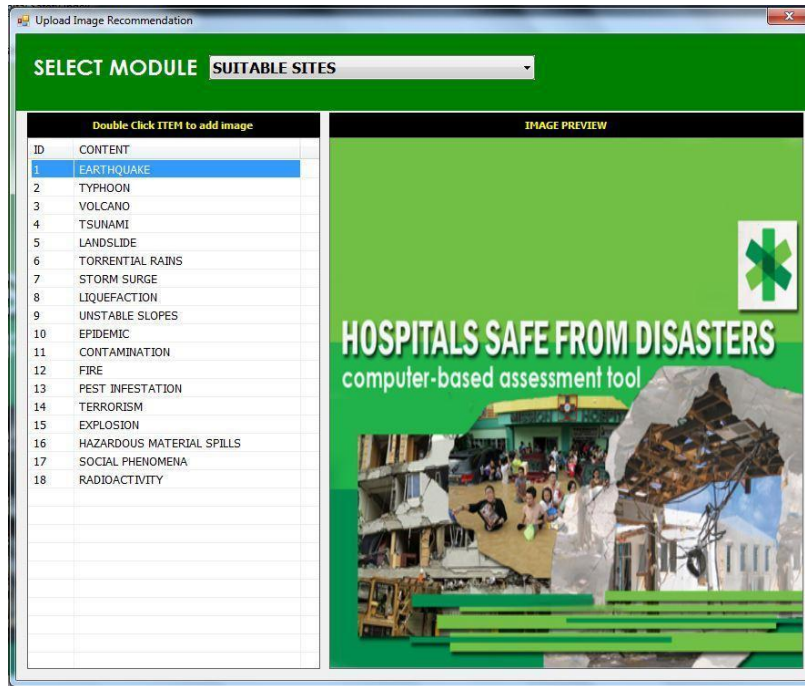 Upload Image Recommendation
SELECT MODULE SUITABLE SITES
Double Click ITEM to add image
ID CONTENT
1 EARTHQUAKE
2 TYPHOON
3 VOLCANO
4 TSUNAMI
5 LANDSLIDE
6 TORRENTIAL RAINS
7 STORM SURGE
8 LIQUEFACTION
9 UNSTABLE SLOPES
10 EPIDEMIC
11 CONTAMINATION
12 FIRE
13 PEST INFESTATION
14 TERRORISM
15 EXPLOSION
16 HAZARDOUS MATERIAL SPILLS
17 SOCIAL PHENOMENA
18 RADIOACTIVITY
IMAGE PREVIEW
HOSPITALS SAFE FROM DISASTERS
computer-based assessment tool